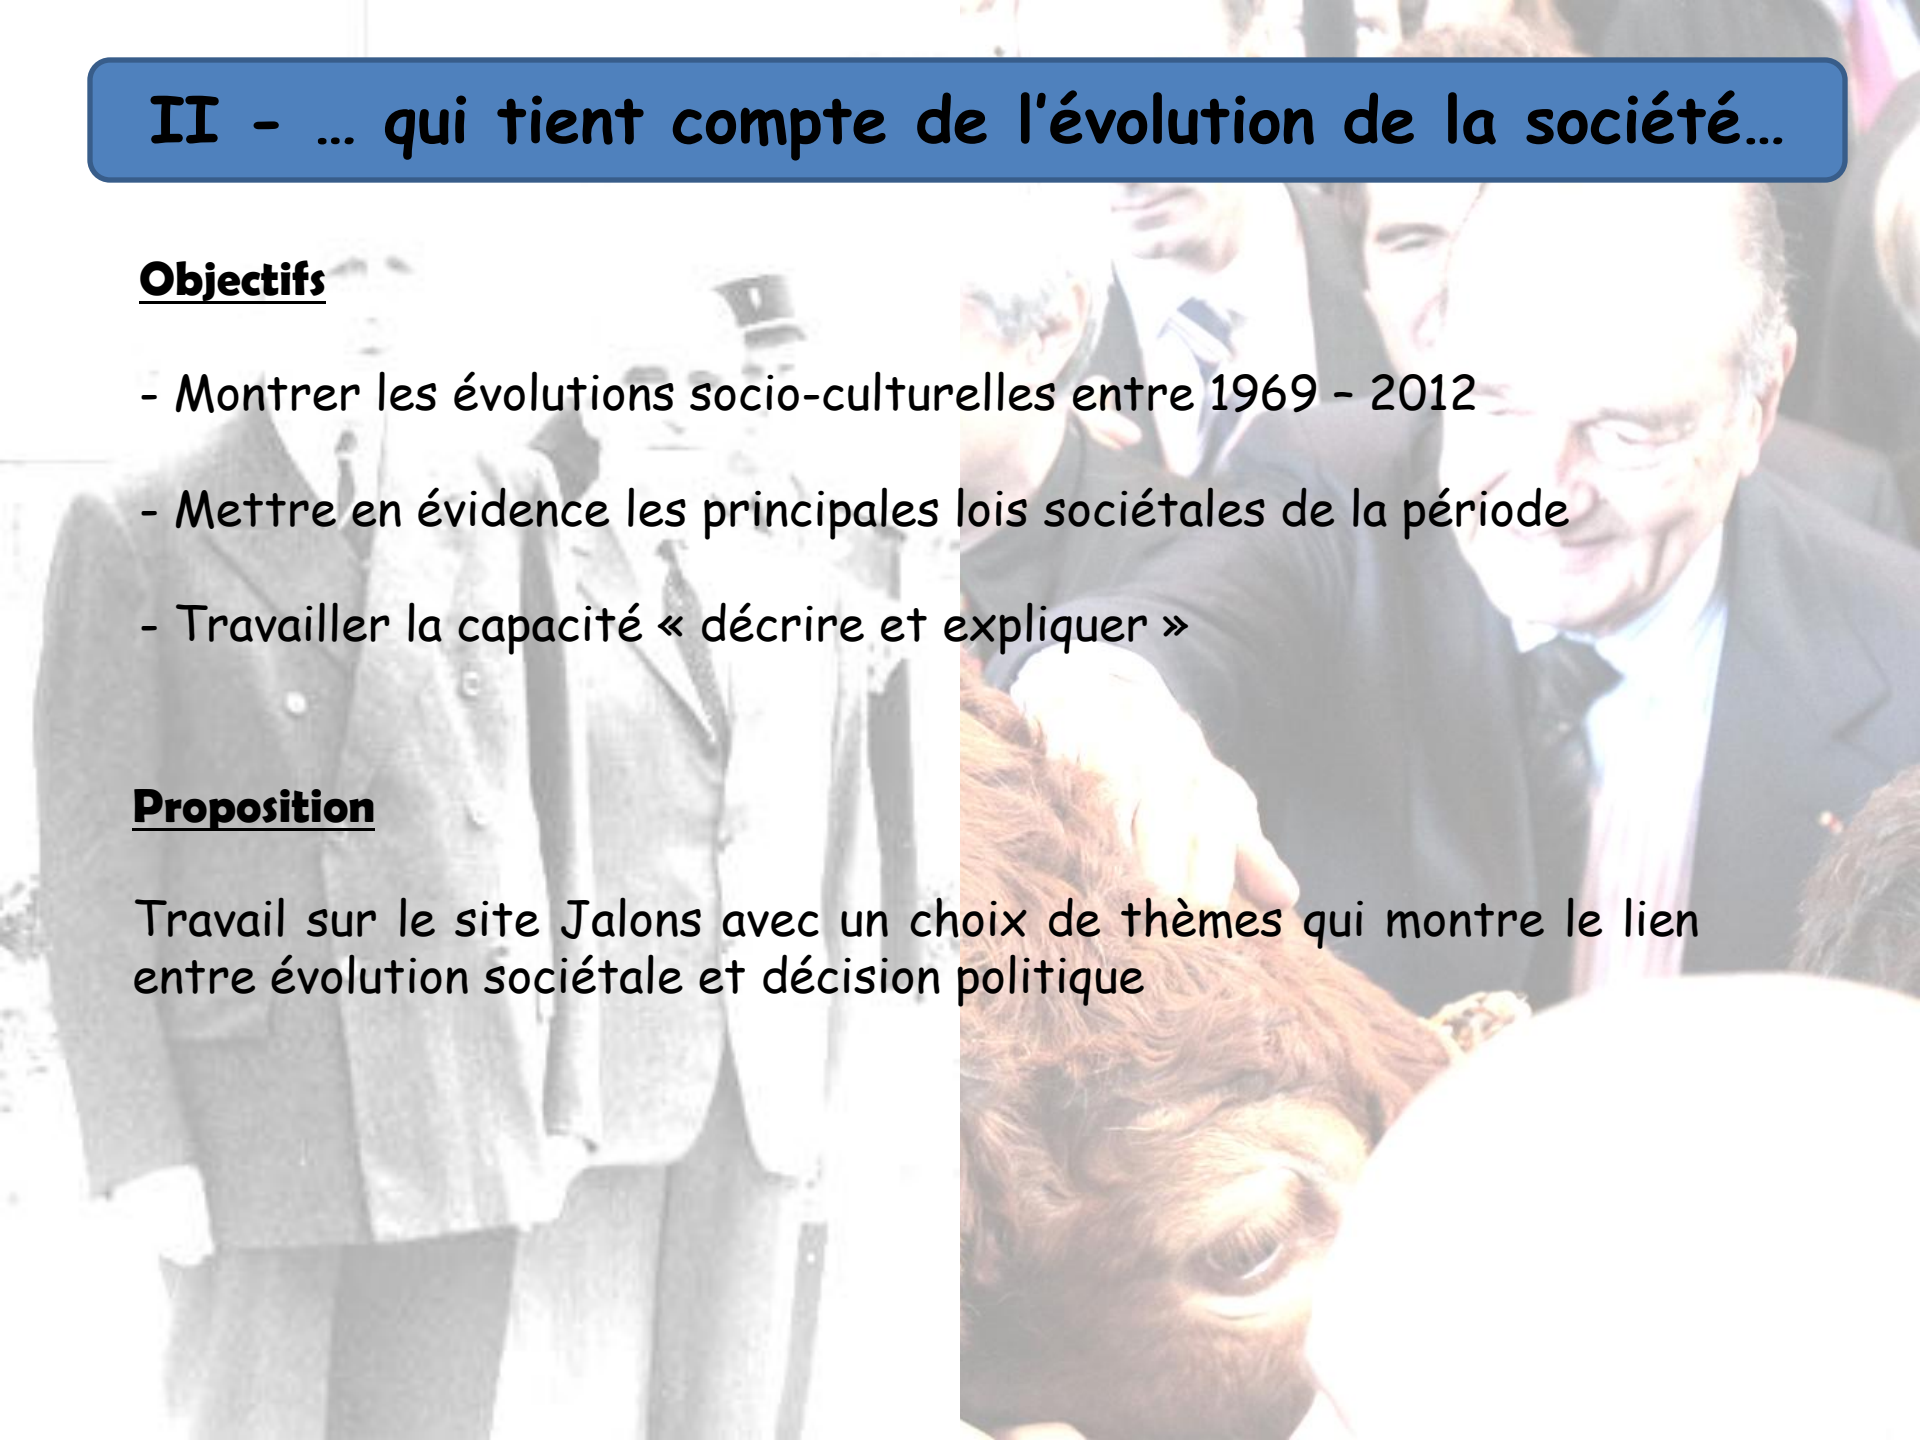 II - … qui tient compte de l’évolution de la société…
Objectifs
- Montrer les évolutions socio-culturelles entre 1969 – 2012
- Mettre en évidence les principales lois sociétales de la période
- Travailler la capacité « décrire et expliquer »
Proposition
Travail sur le site Jalons avec un choix de thèmes qui montre le lien
entre évolution sociétale et décision politique